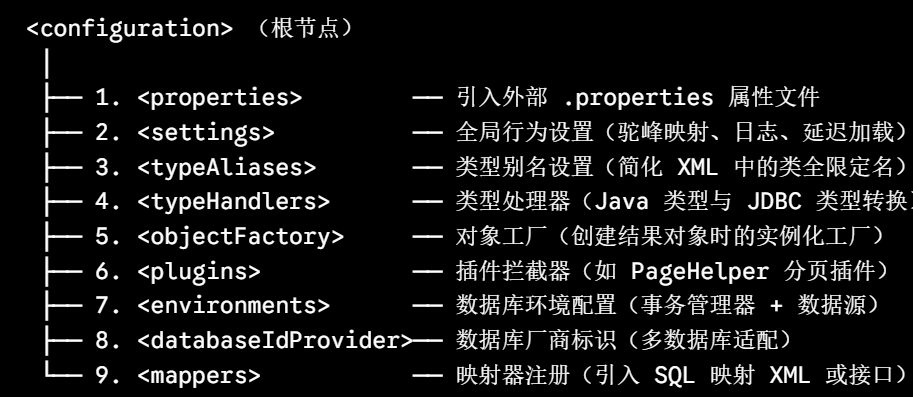 <configuration> （根节点）
│
├── 1. <properties> —— 引入外部 .properties 属性文件
├── 2. <settings> —— 全局行为设置（驼峰映射、日志、延迟加载）
├── 3. <typeAliases> —— 类型别名设置（简化 XML 中的类全限定名）
├── 4. <typeHandlers> —— 类型处理器（Java 类型与 JDBC 类型转换）
├── 5. <objectFactory> —— 对象工厂（创建结果对象时的实例化工厂）
├── 6. <plugins> —— 插件拦截器（如 PageHelper 分页插件）
├── 7. <environments> —— 数据库环境配置（事务管理器 + 数据源）
├── 8. <databaseIdProvider>—— 数据库厂商标识（多数据库适配）
└── 9. <mappers> —— 映射器注册（引入 SQL 映射 XML 或接口）